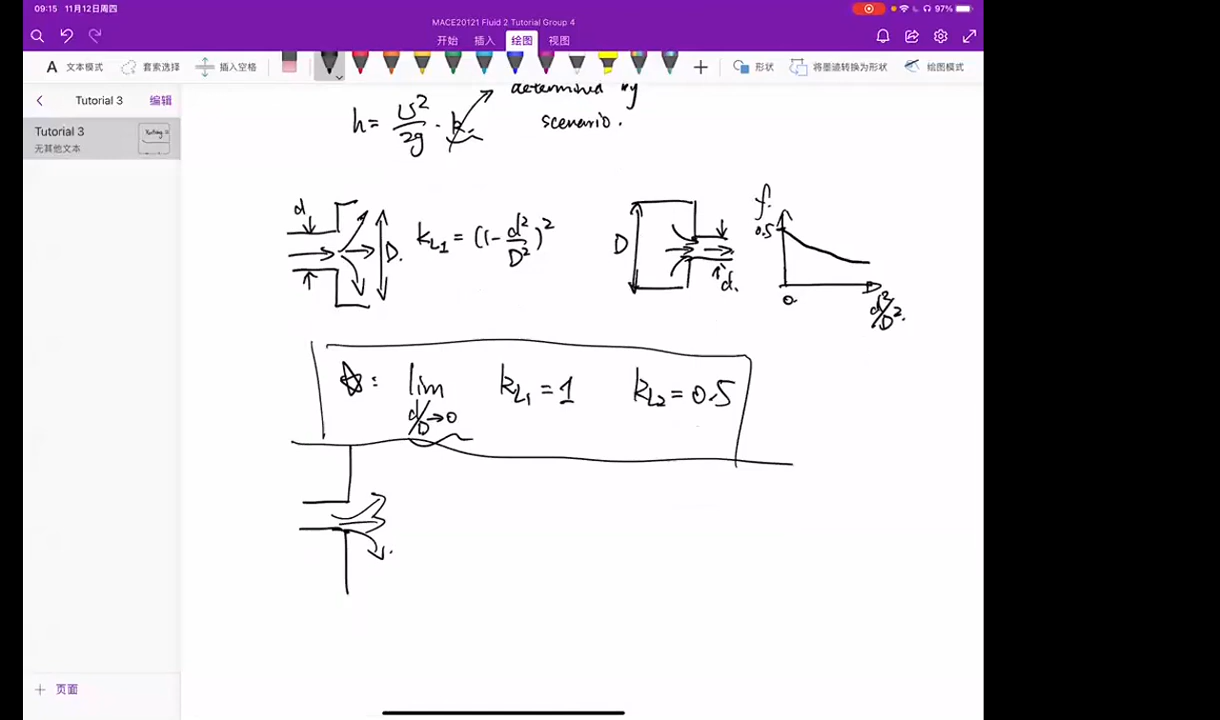 09:15 11月12日周四
97%
MACE20121 Fluid 2 Tutorial Group 4
开始 插入 绘图 视图
A 文本模式 套索选择 插入空格 形状 将墨迹转换为形状 绘图模式
Tutorial 3 编辑
Tutorial 3
无其他文本
determined by
scenario.
h = U²/2g · k
d
D.
k_L1 = (1 - d²/D²)²
D
d.
f.
0.5
0.
d²/D².
☆: lim d/D→0 k_L1 = 1 k_L2 = 0.5
+ 页面